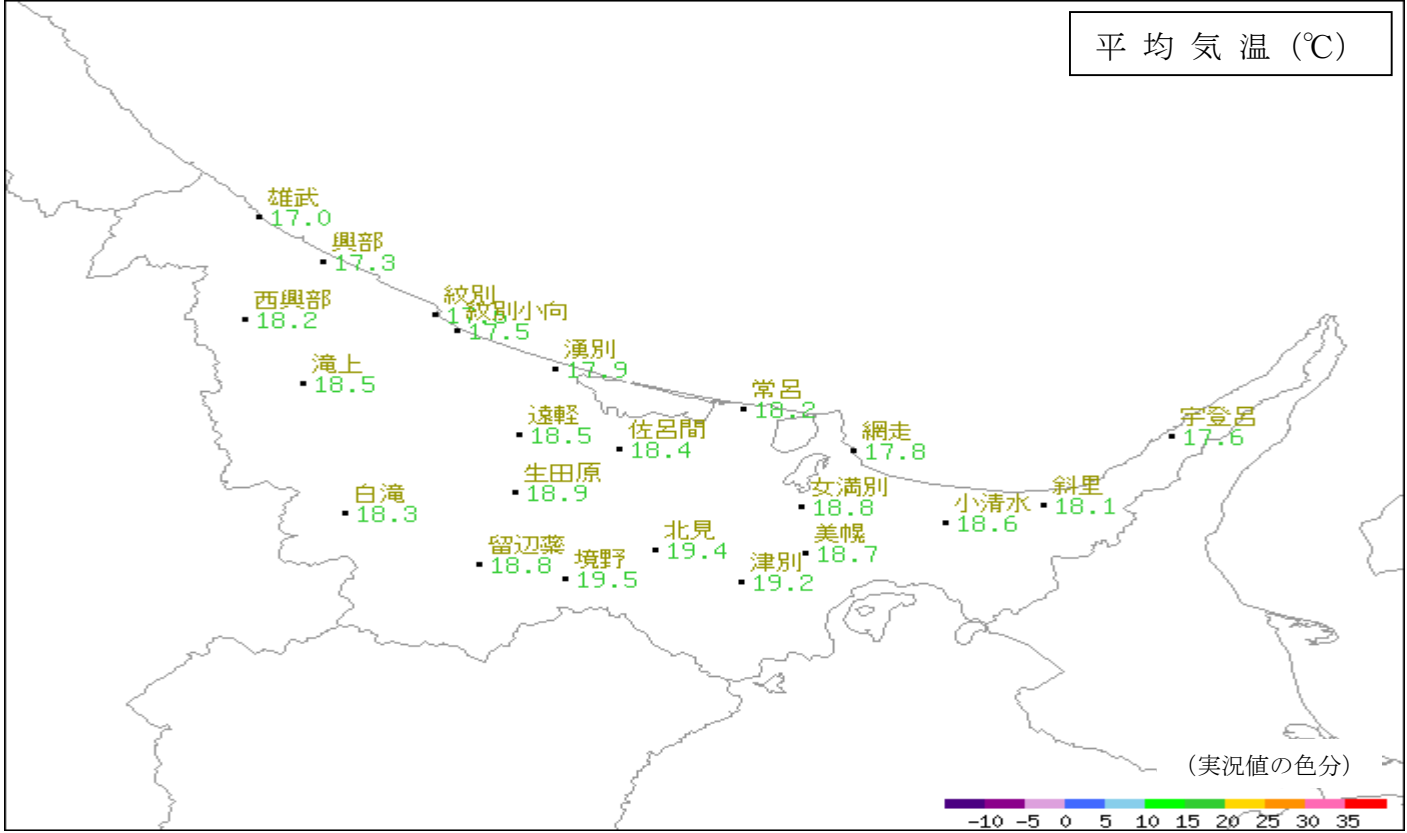 平 均 気 温 (℃)
雄武
17.0
興部
17.3
西興部
18.2
紋別
紋別小向
17.5
滝上
18.5
湧別
17.9
常呂
18.2
遠軽
18.5
佐呂間
18.4
網走
17.8
宇登呂
17.6
生田原
18.9
白滝
18.3
女満別
18.8
小清水
18.6
斜里
18.1
留辺蘂
18.8
境野
19.5
北見
19.4
津別
19.2
美幌
18.7
(実況値の色分)
-10 -5 0 5 10 15 20 25 30 35